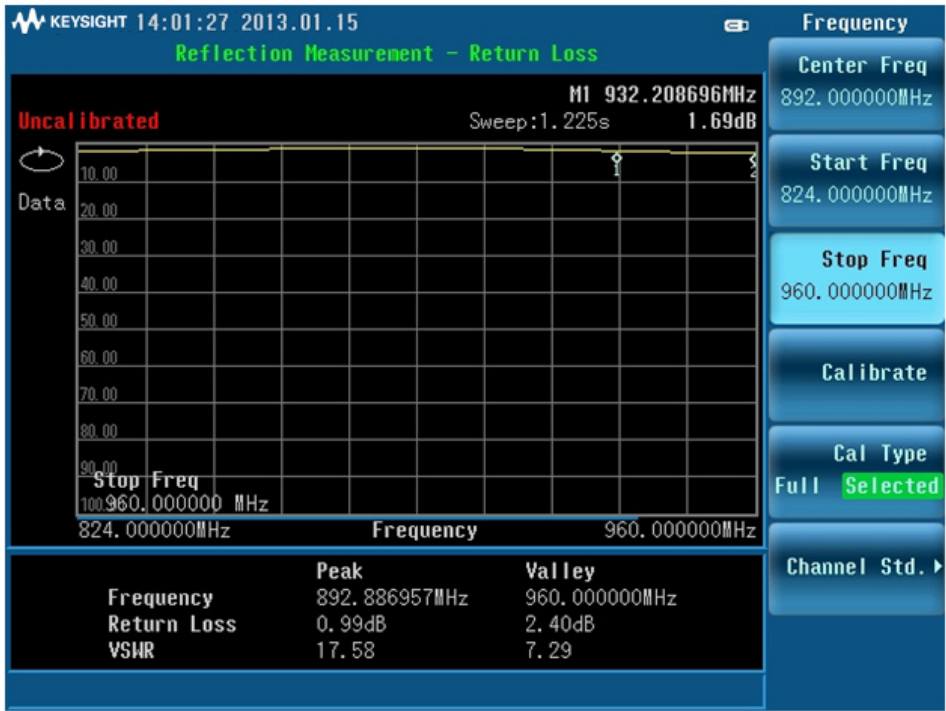 KEYSIGHT 14:01:27 2013.01.15
Reflection Measurement - Return Loss
M1 932.208696MHz
Uncalibrated
Sweep:1.225s 1.69dB
Data
10.00
20.00
30.00
40.00
50.00
60.00
70.00
80.00
90.00
100.
1
2
Stop Freq
960.000000 MHz
824.000000MHz Frequency 960.000000MHz
Peak Valley
Frequency 892.886957MHz 960.000000MHz
Return Loss 0.99dB 2.40dB
VSWR 17.58 7.29
Frequency
Center Freq
892.000000MHz
Start Freq
824.000000MHz
Stop Freq
960.000000MHz
Calibrate
Cal Type
Full Selected
Channel Std.